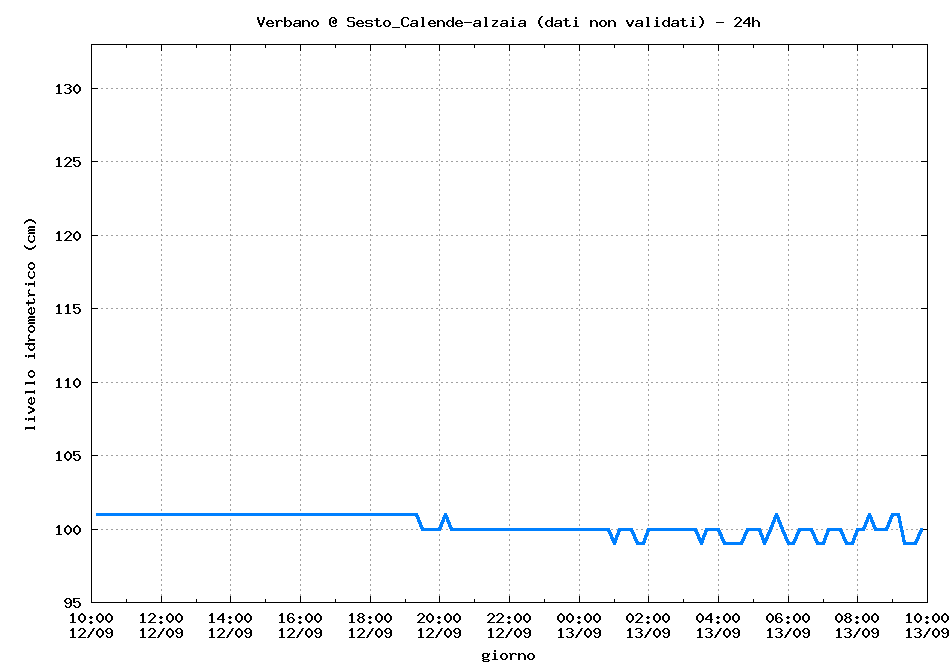 Verbano @ Sesto_Calende-alzaia (dati non validati) - 24h
livello idrometrico (cm)
130
125
120
115
110
105
100
95
10:00 12:00 14:00 16:00 18:00 20:00 22:00 00:00 02:00 04:00 06:00 08:00 10:00
12/09 12/09 12/09 12/09 12/09 12/09 12/09 13/09 13/09 13/09 13/09 13/09 13/09
giorno